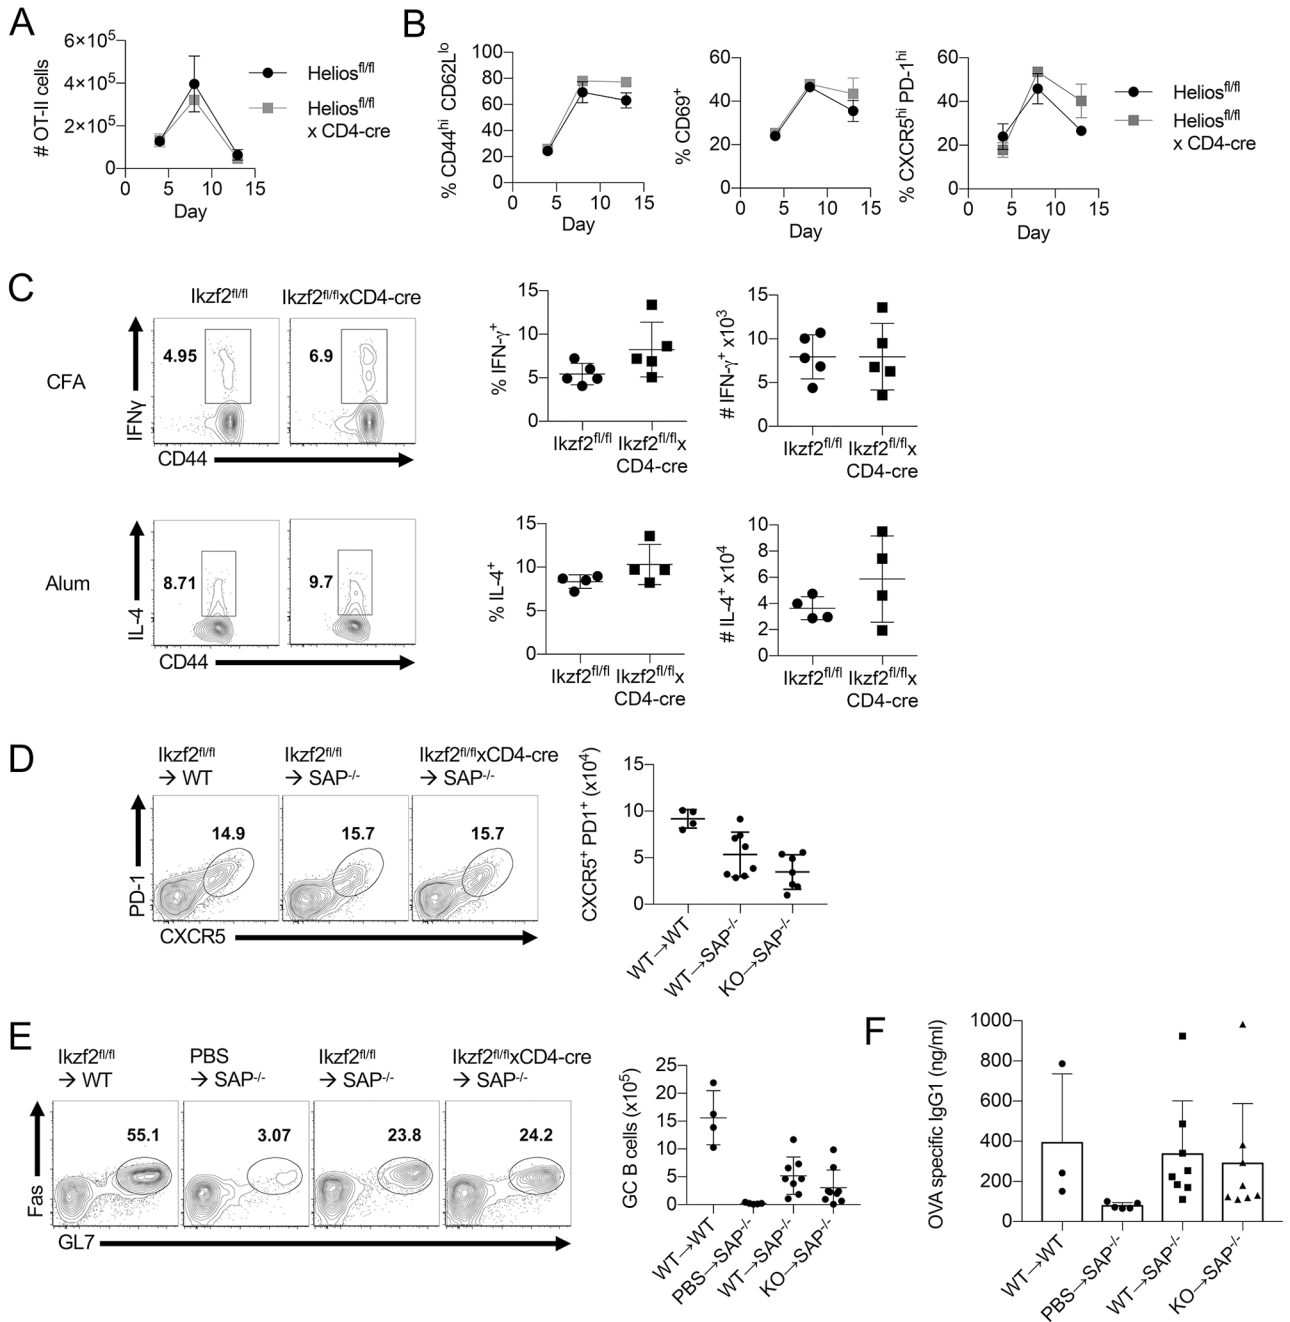 A
6×10⁵
4×10⁵
2×10⁵
0
# OT-II cells
0 5 10 15
Day
Helios^fl/fl
Helios^fl/fl
x CD4-cre
B
100
80
60
40
20
0
% CD44^hi CD62L^lo
0 5 10 15
Day
60
40
20
0
% CD69⁺
0 5 10 15
Day
60
40
20
0
% CXCR5^hi PD-1^hi
0 5 10 15
Day
Helios^fl/fl
Helios^fl/fl
x CD4-cre
C
Ikzf2^fl/fl
Ikzf2^fl/flxCD4-cre
CFA
4.95
6.9
IFNγ
CD44
15
10
5
0
% IFN-γ⁺
Ikzf2^fl/fl
Ikzf2^fl/flx
CD4-cre
15
10
5
0
# IFN-γ⁺ x10³
Ikzf2^fl/fl
Ikzf2^fl/flx
CD4-cre
Alum
8.71
9.7
IL-4
CD44
15
10
5
0
% IL-4⁺
Ikzf2^fl/fl
Ikzf2^fl/flx
CD4-cre
10
8
6
4
2
0
# IL-4⁺ x10⁴
Ikzf2^fl/fl
Ikzf2^fl/flx
CD4-cre
D
Ikzf2^fl/fl
→ WT
Ikzf2^fl/fl
→ SAP^-/-
Ikzf2^fl/flxCD4-cre
→ SAP^-/-
14.9
15.7
15.7
PD-1
CXCR5
15
10
5
0
CXCR5⁺ PD1⁺ (x10⁴)
WT→WT
WT→SAP^-/-
KO→SAP^-/-
E
Ikzf2^fl/fl
→ WT
PBS
→ SAP^-/-
Ikzf2^fl/fl
→ SAP^-/-
Ikzf2^fl/flxCD4-cre
→ SAP^-/-
55.1
3.07
23.8
24.2
Fas
GL7
25
20
15
10
5
0
GC B cells (x10⁵)
WT→WT
PBS→SAP^-/-
WT→SAP^-/-
KO→SAP^-/-
F
1000
800
600
400
200
0
OVA specific IgG1 (ng/ml)
WT→WT
PBS→SAP^-/-
WT→SAP^-/-
KO→SAP^-/-